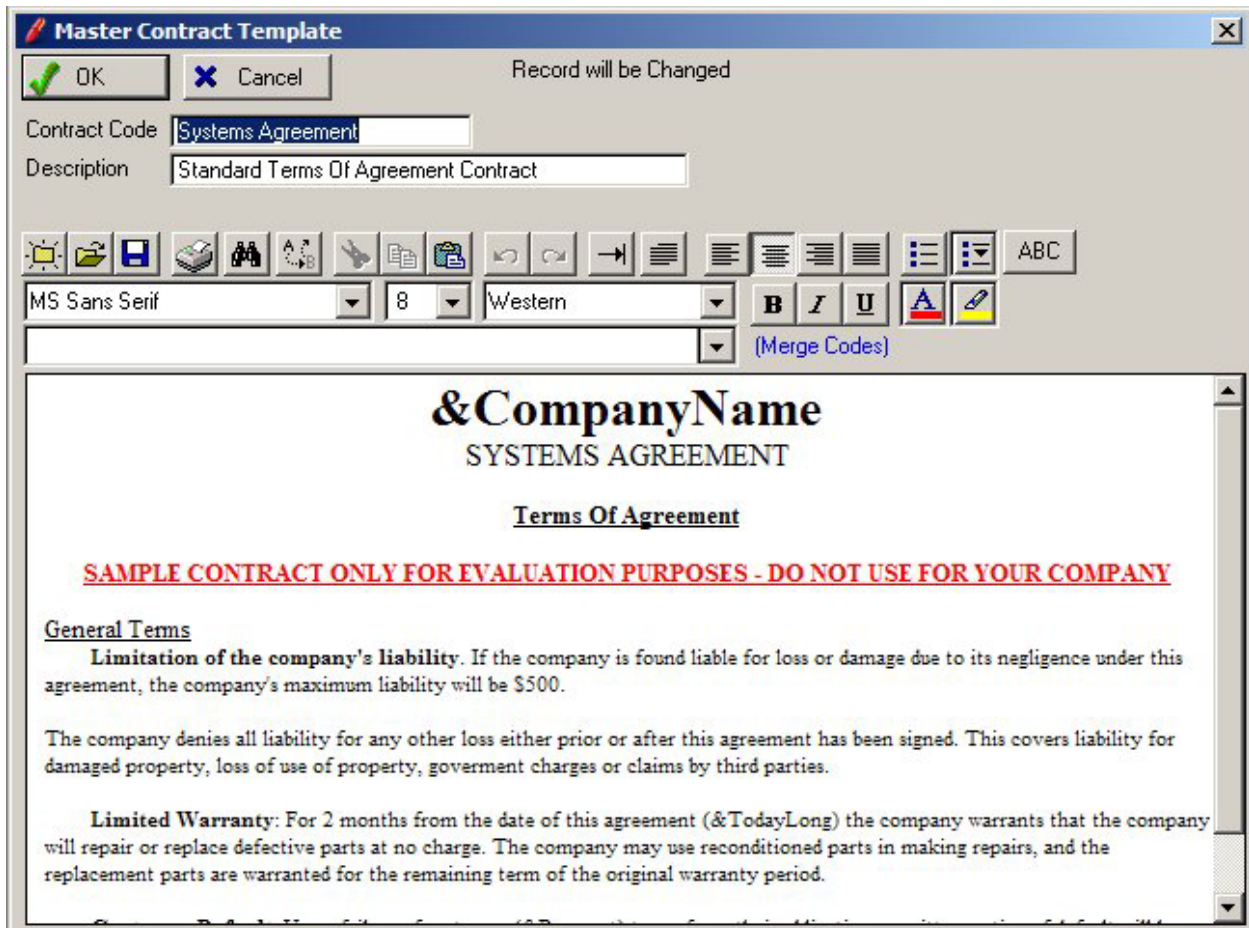 Master Contract Template
OK Cancel Record will be Changed
Contract Code Systems Agreement
Description Standard Terms Of Agreement Contract
ABC
MS Sans Serif 8 Western B I U A
(Merge Codes)
&CompanyName
SYSTEMS AGREEMENT
Terms Of Agreement
SAMPLE CONTRACT ONLY FOR EVALUATION PURPOSES - DO NOT USE FOR YOUR COMPANY
General Terms
Limitation of the company's liability. If the company is found liable for loss or damage due to its negligence under this
agreement, the company's maximum liability will be $500.
The company denies all liability for any other loss either prior or after this agreement has been signed. This covers liability for
damaged property, loss of use of property, goverment charges or claims by third parties.
Limited Warranty: For 2 months from the date of this agreement (&TodayLong) the company warrants that the company
will repair or replace defective parts at no charge. The company may use reconditioned parts in making repairs, and the
replacement parts are warranted for the remaining term of the original warranty period.